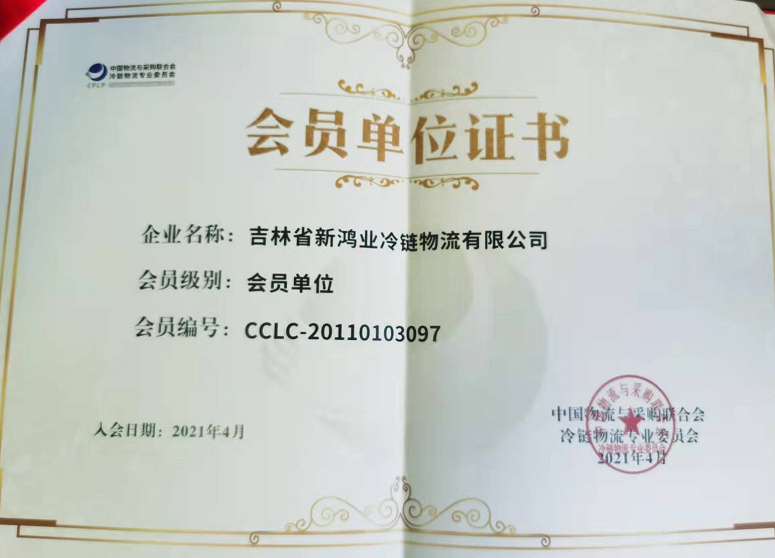 中国物流与采购联合会
冷链物流专业委员会
CFLP
会员单位证书
企业名称：吉林省新鸿业冷链物流有限公司
会员级别：会员单位
会员编号：CCLC-20110103097
入会日期：2021年4月
中国物流与采购联合会
冷链物流专业委员会
2021年4月